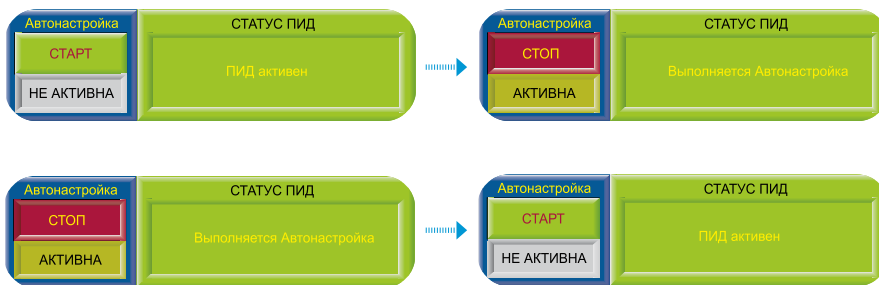 Автонастройка
СТАРТ
НЕ АКТИВНА
СТАТУС ПИД
ПИД активен
Автонастройка
СТОП
АКТИВНА
СТАТУС ПИД
Выполняется Автонастройка
Автонастройка
СТОП
АКТИВНА
СТАТУС ПИД
Выполняется Автонастройка
Автонастройка
СТАРТ
НЕ АКТИВНА
СТАТУС ПИД
ПИД активен